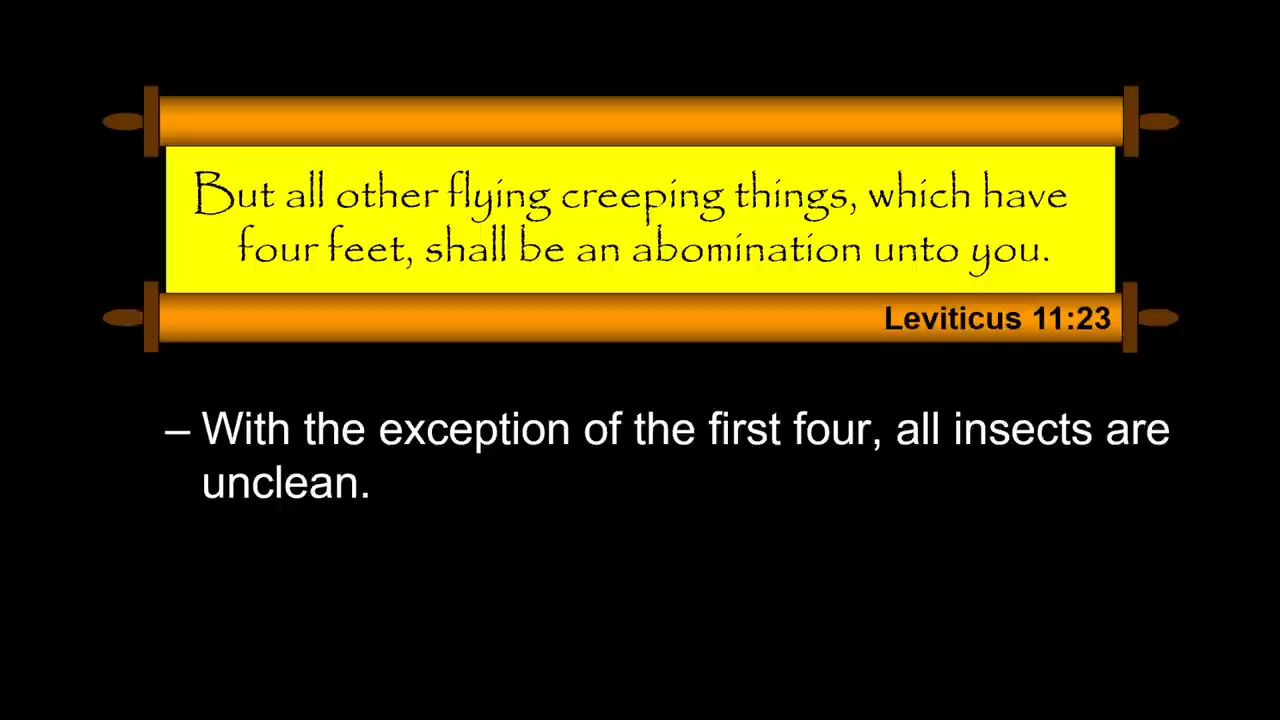 But all other flying creeping things, which have
four feet, shall be an abomination unto you.
Leviticus 11:23
– With the exception of the first four, all insects are
unclean.